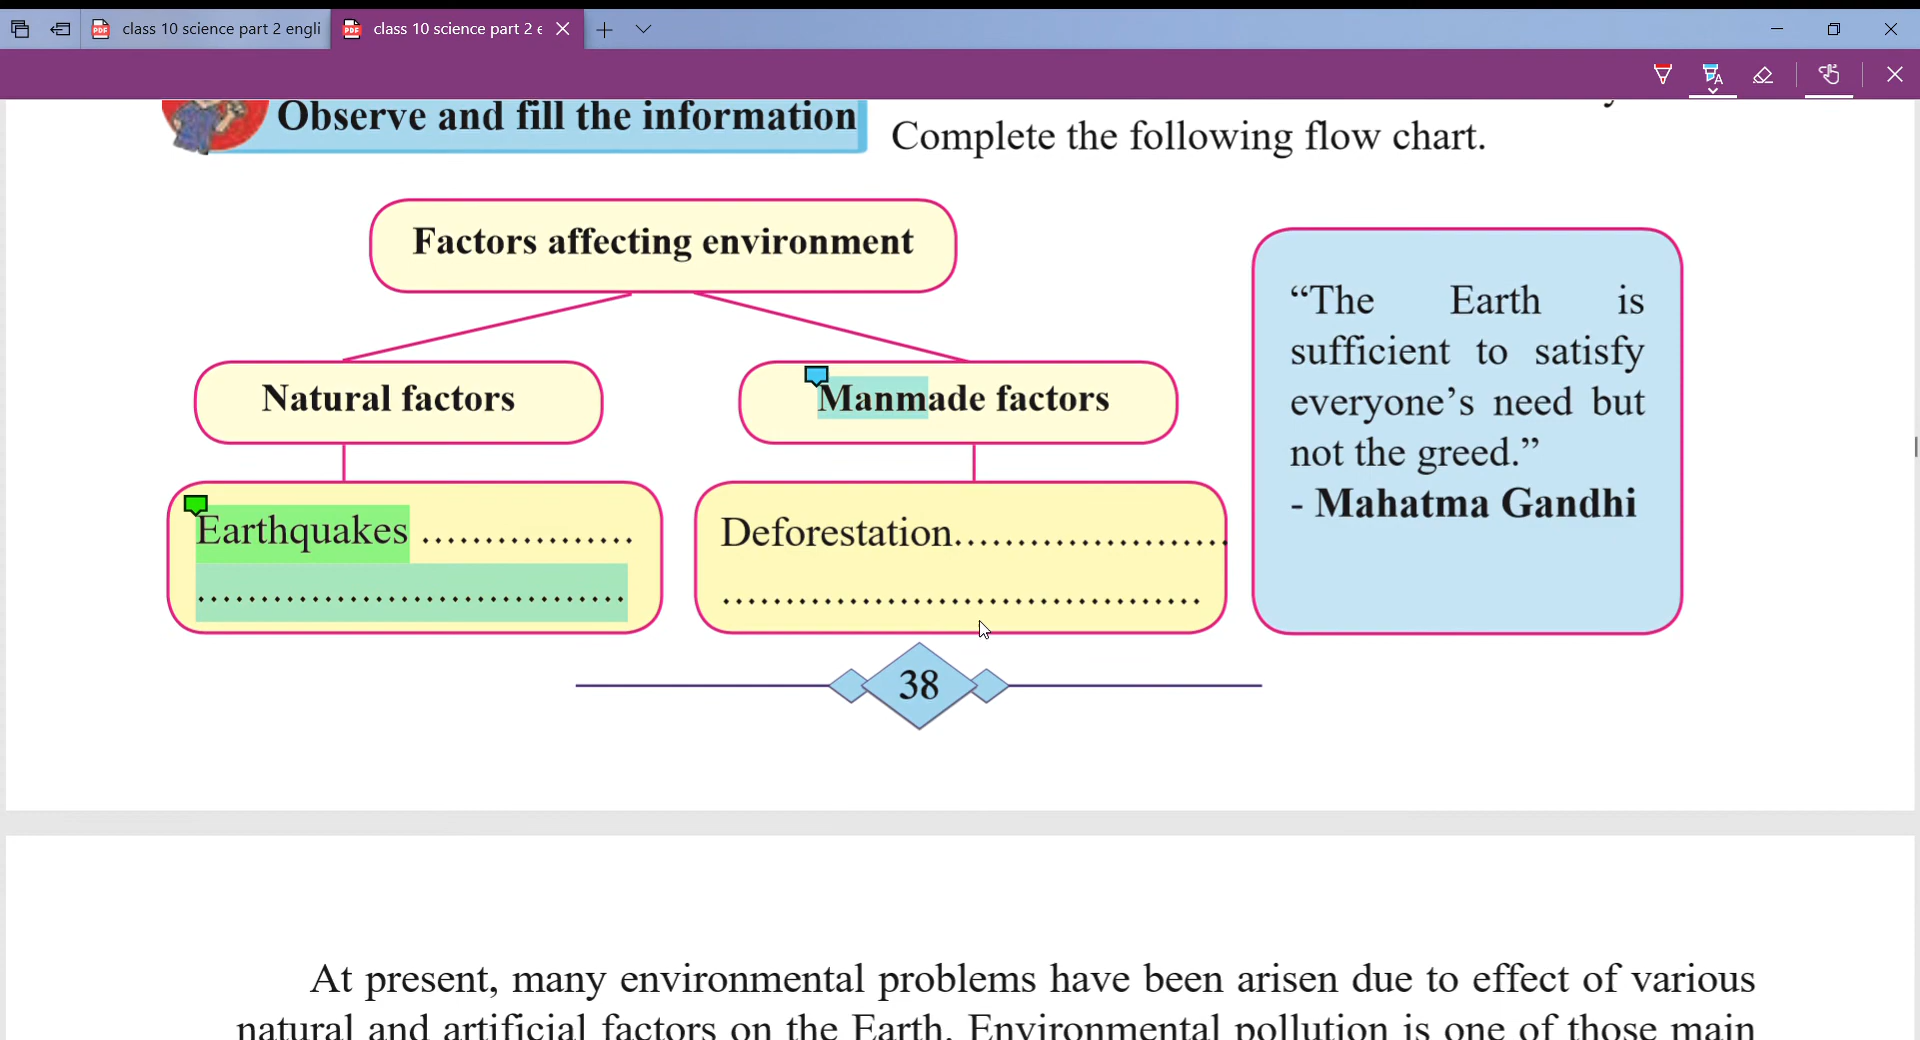 class 10 science part 2 engli
class 10 science part 2 e
Observe and fill the information
Complete the following flow chart.
Factors affecting environment
Natural factors
Manmade factors
Earthquakes .................
..................................
Deforestation......................
......................................
“The Earth is
sufficient to satisfy
everyone’s need but
not the greed.”
- Mahatma Gandhi
38
At present, many environmental problems have been arisen due to effect of various
natural and artificial factors on the Earth. Environmental pollution is one of those main